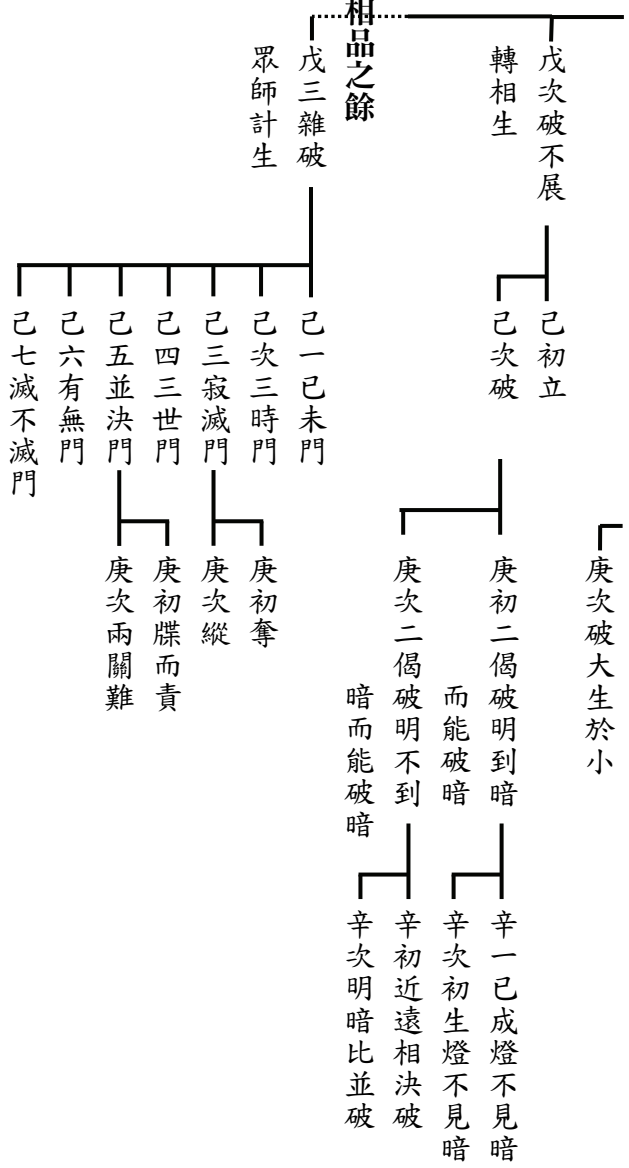 庚次破大生於小
戊次破不展
轉相生
己初立
己次破
庚初二偈破明到暗
而能破暗
辛一已成燈不見暗
辛次初生燈不見暗
庚次二偈破明不到
暗而能破暗
辛初近遠相決破
辛次明暗比並破
相品之餘
戊三雜破
眾師計生
己一已未門
己次三時門
己三寂滅門
庚初奪
庚次縱
己四三世門
己五並決門
庚初牒而責
庚次兩關難
己六有無門
己七滅不滅門